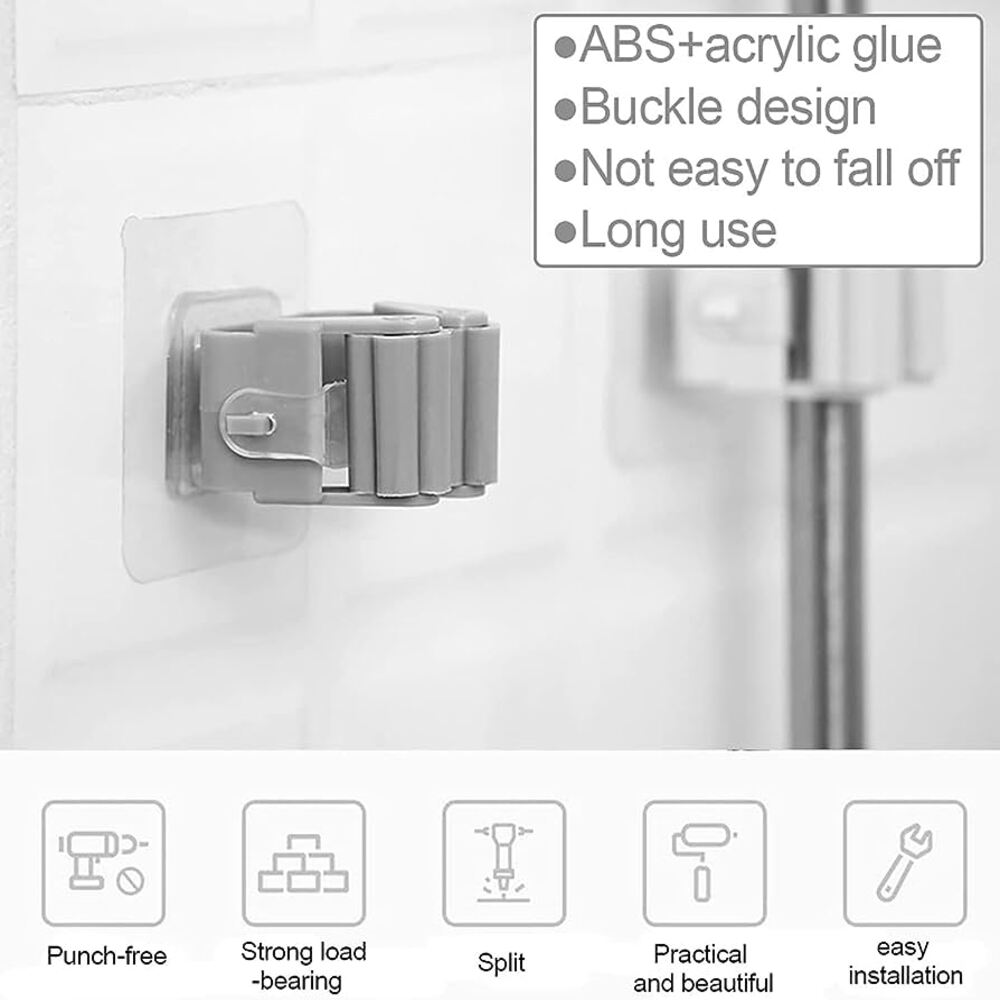 ●ABS+acrylic glue
●Buckle design
●Not easy to fall off
●Long use
Punch-free
Strong load
-bearing
Split
Practical
and beautiful
easy
installation